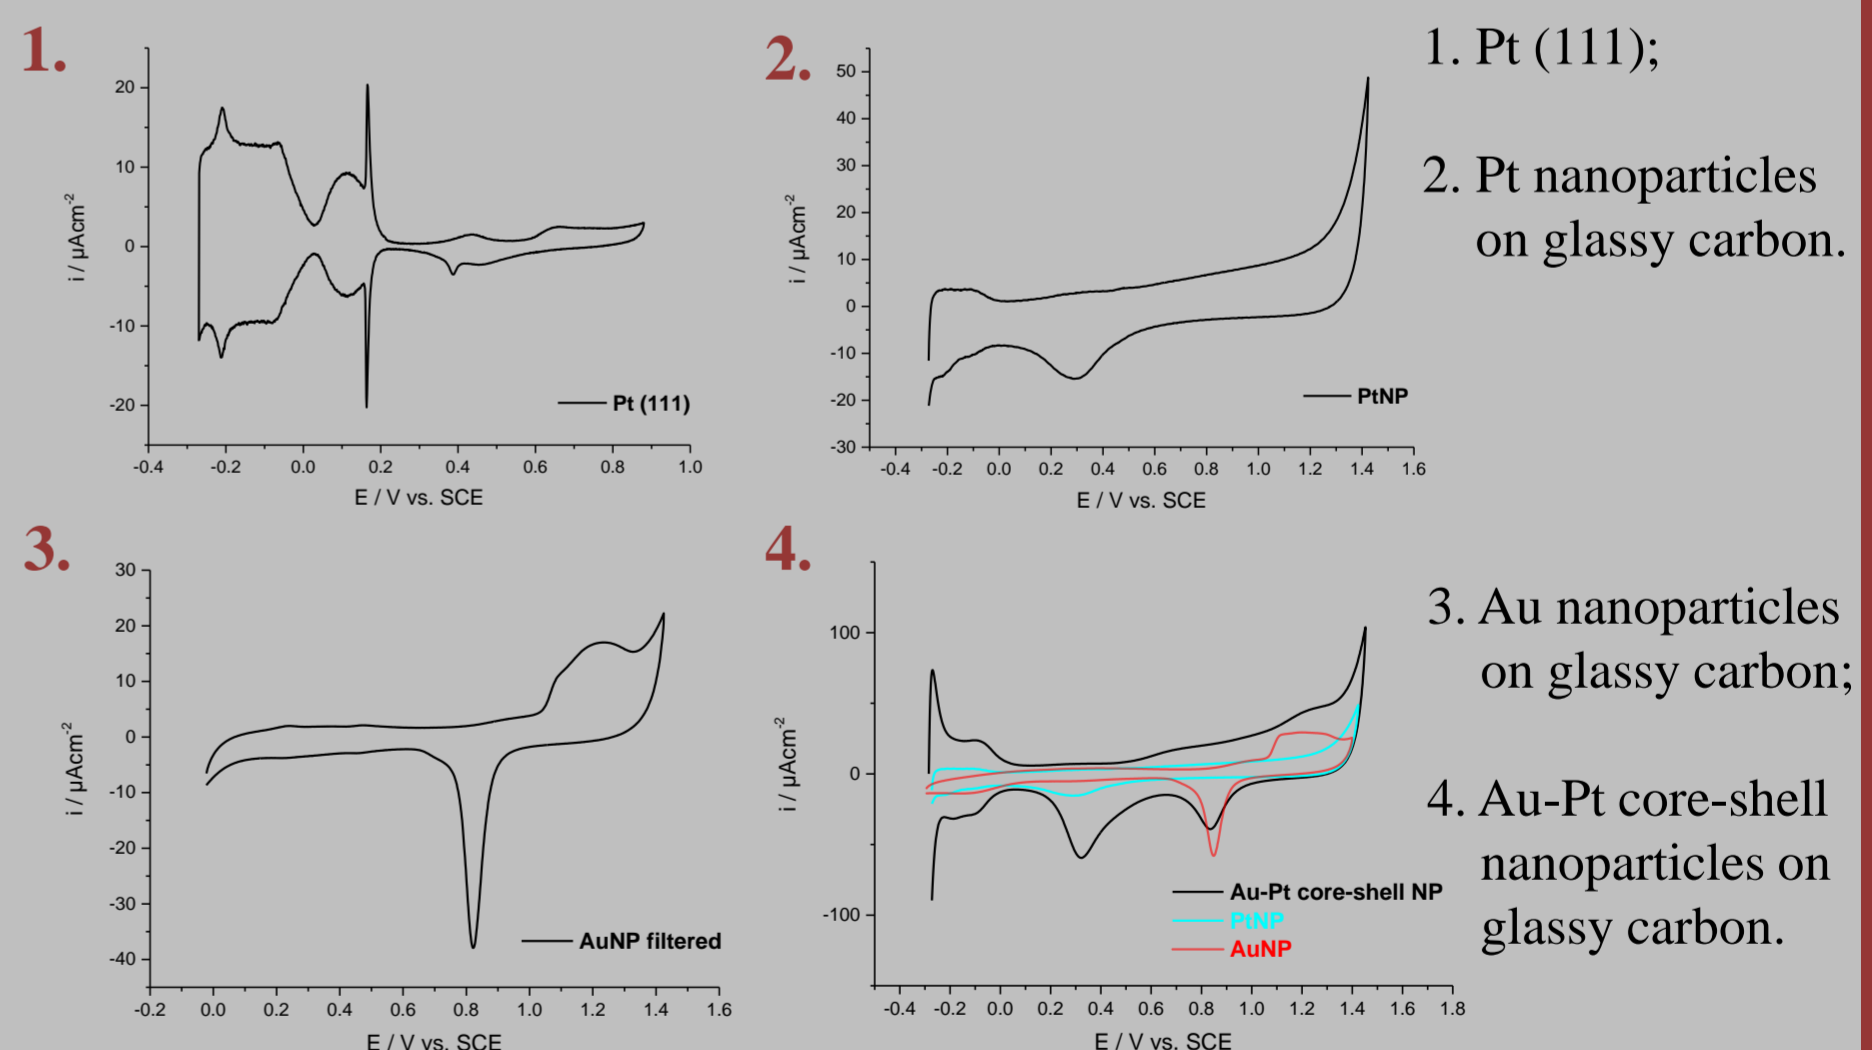 1.
20
10
0
-10
-20
i / µAcm-2
-0.4 -0.2 0.0 0.2 0.4 0.6 0.8 1.0
E / V vs. SCE
Pt (111)
2.
50
40
30
20
10
0
-10
-20
-30
i / µAcm-2
-0.4 -0.2 0.0 0.2 0.4 0.6 0.8 1.0 1.2 1.4 1.6
E / V vs. SCE
PtNP
1. Pt (111);
2. Pt nanoparticles
on glassy carbon.
3.
30
20
10
0
-10
-20
-30
-40
i / µAcm-2
-0.2 0.0 0.2 0.4 0.6 0.8 1.0 1.2 1.4 1.6
E / V vs. SCE
AuNP filtered
4.
100
0
-100
i / µAcm-2
-0.4 -0.2 0.0 0.2 0.4 0.6 0.8 1.0 1.2 1.4 1.6 1.8
E / V vs. SCE
Au-Pt core-shell NP
PtNP
AuNP
3. Au nanoparticles
on glassy carbon;
4. Au-Pt core-shell
nanoparticles on
glassy carbon.